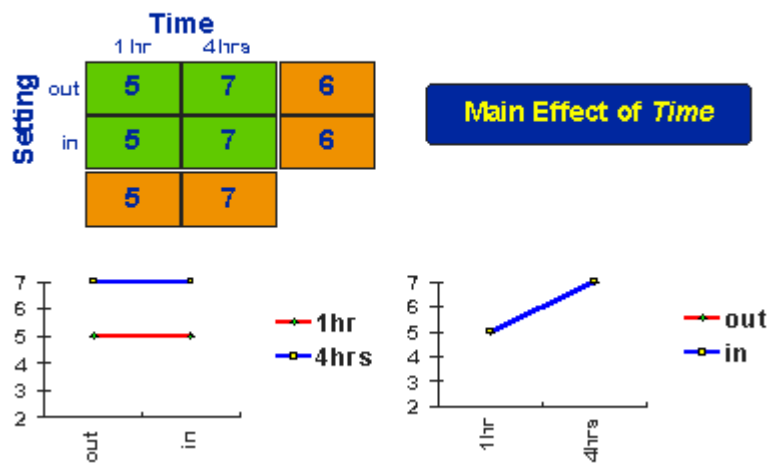 Time
1 hr 4 hrs
Setting
out 5 7 6
in 5 7 6
5 7
Main Effect of Time
7
6
5
4
3
2
out in
1hr
4hrs
7
6
5
4
3
2
1hr 4hrs
out
in